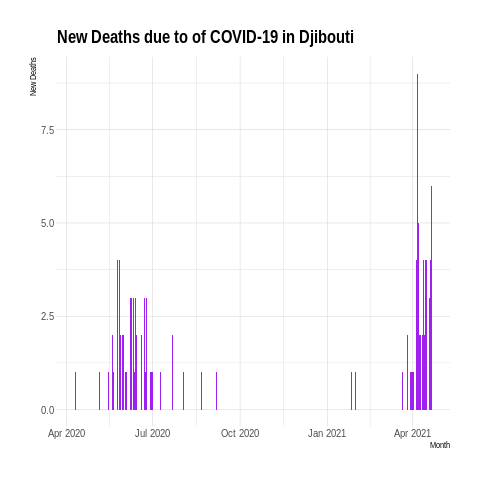 New Deaths due to of COVID-19 in Djibouti
New Deaths
7.5
5.0
2.5
0.0
Apr 2020 Jul 2020 Oct 2020 Jan 2021 Apr 2021
Month